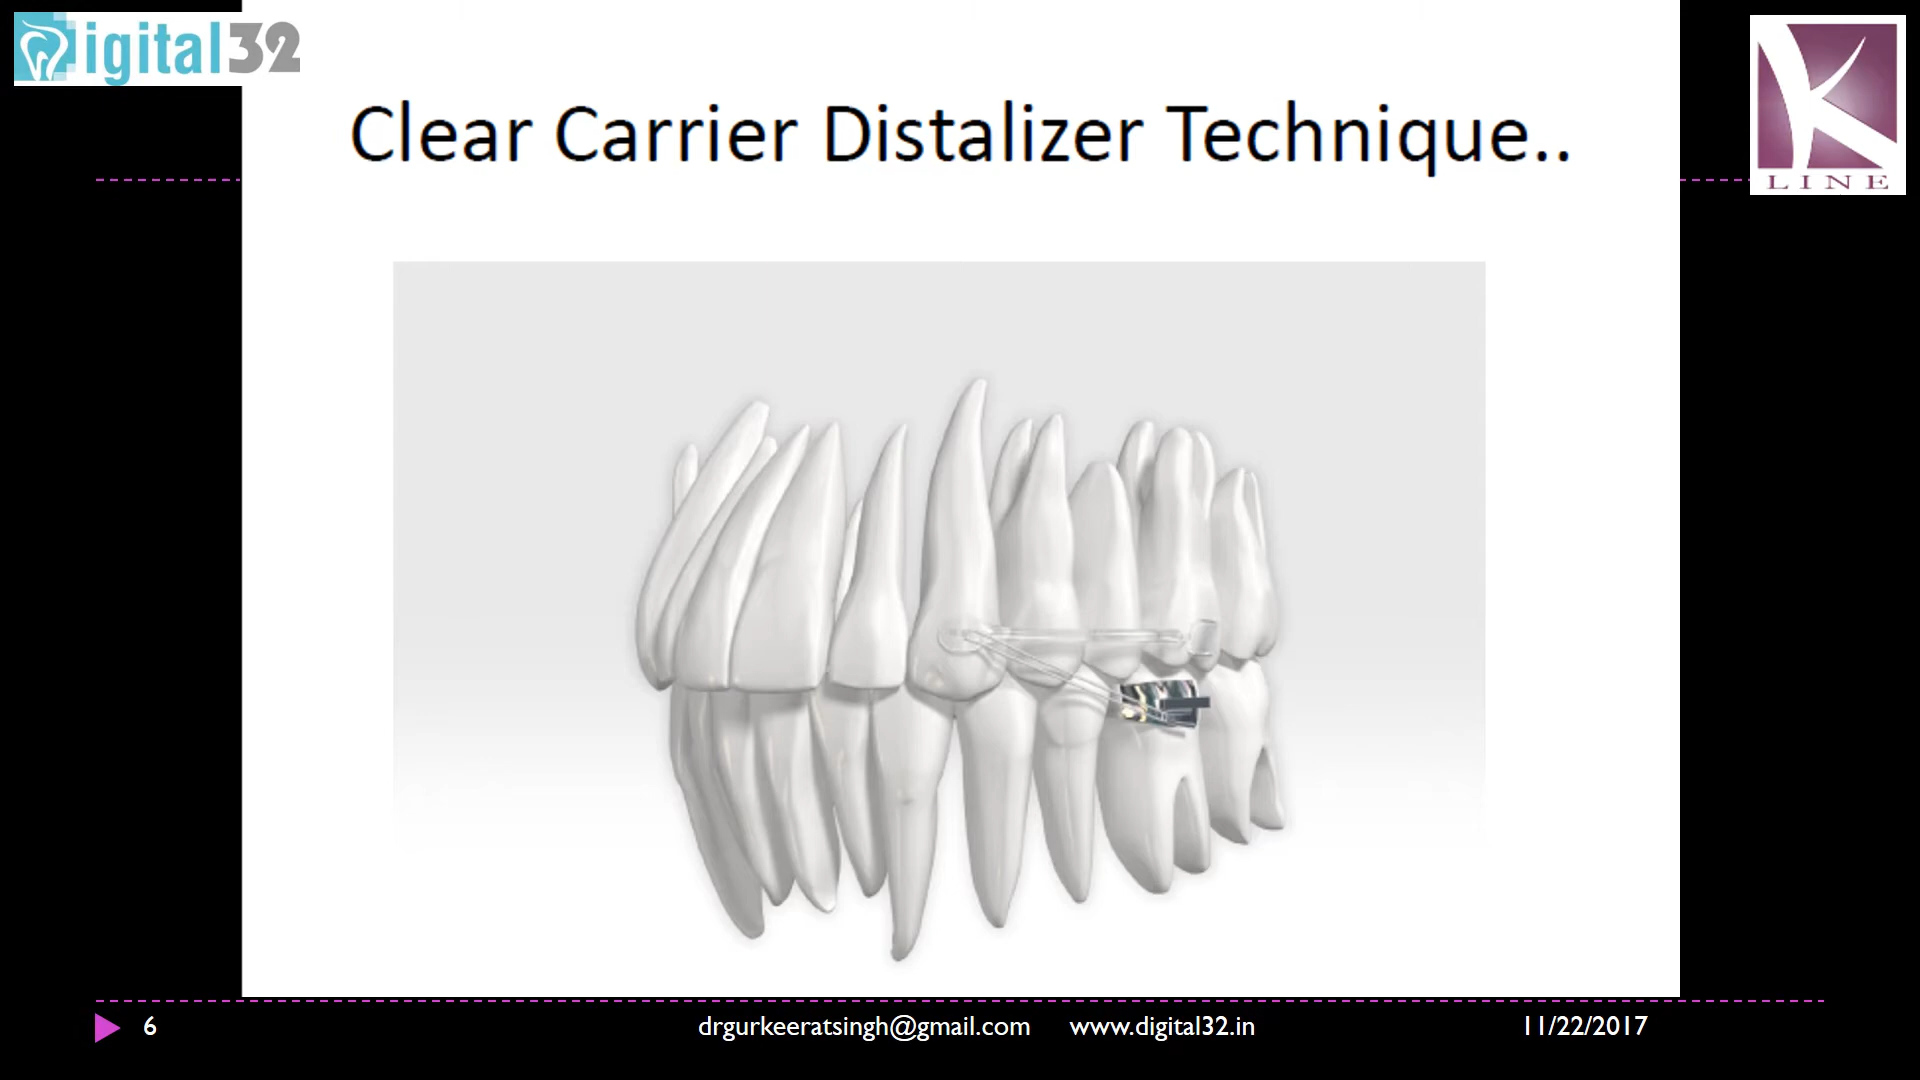 Digital32
K
LINE
Clear Carrier Distalizer Technique..
6
drgurkeeratsingh@gmail.com www.digital32.in
11/22/2017